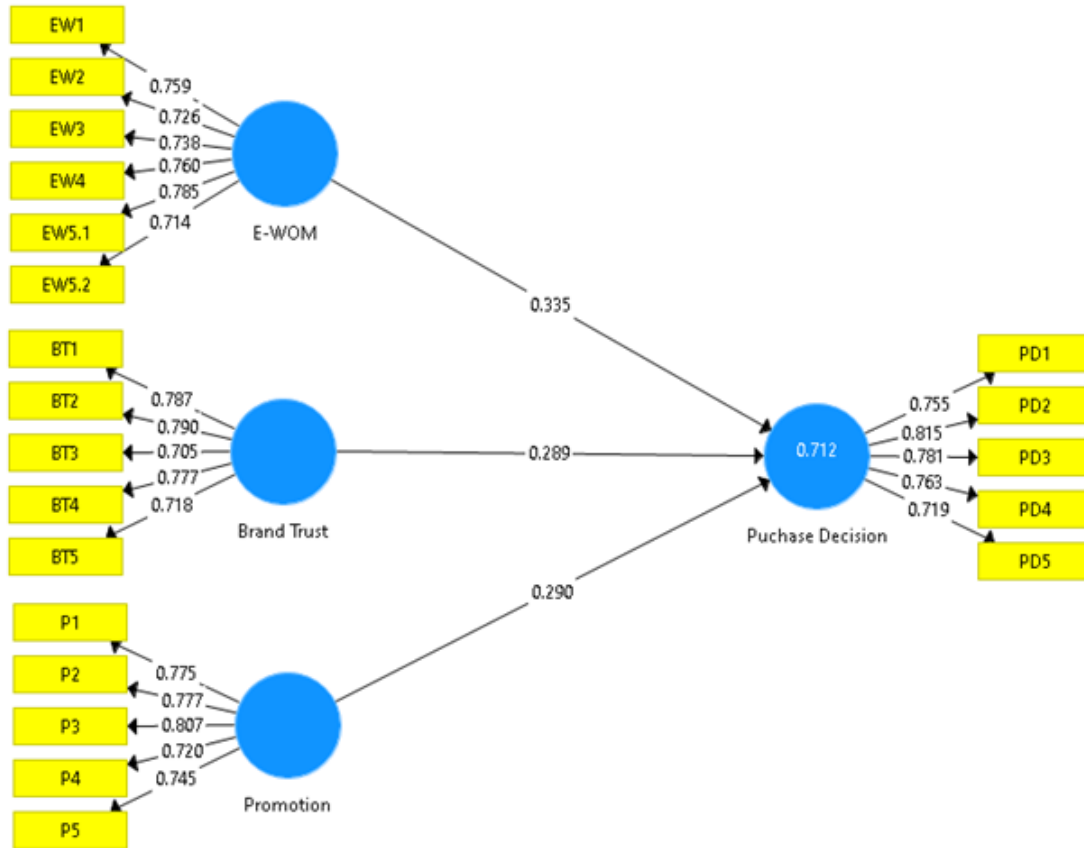 EW1
EW2
EW3
EW4
EW5.1
EW5.2
0.759
0.726
0.738
0.760
0.785
0.714
E-WOM
0.335
BT1
BT2
BT3
BT4
BT5
0.787
0.790
0.705
0.777
0.718
Brand Trust
0.289
P1
P2
P3
P4
P5
0.775
0.777
0.807
0.720
0.745
Promotion
0.290
0.712
Puchase Decision
0.755
0.815
0.781
0.763
0.719
PD1
PD2
PD3
PD4
PD5